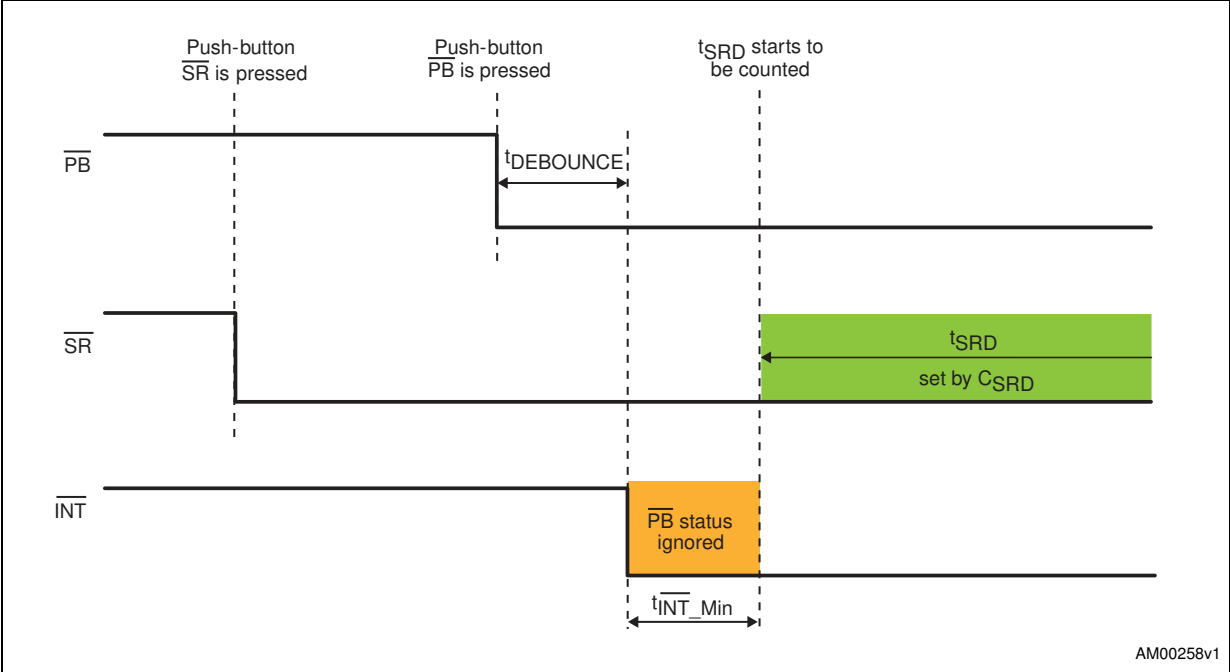 Push-button
SR is pressed
Push-button
PB is pressed
tSRD starts to
be counted
PB
tDEBOUNCE
SR
tSRD
set by CSRD
INT
PB status
ignored
tINT_Min
AM00258v1